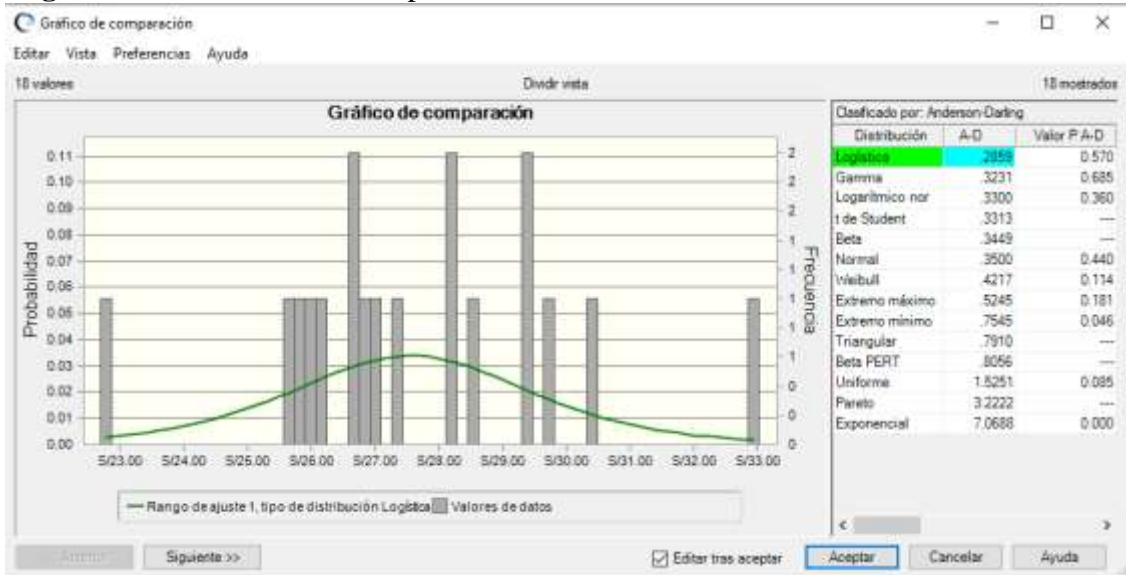 Gráfico de comparación
Editar Vista Preferencias Ayuda
18 valores Dividir vista 18 mostrados
Gráfico de comparación
Probabilidad
0.11
0.10
0.09
0.08
0.07
0.06
0.05
0.04
0.03
0.02
0.01
0.00
2
2
2
1
1
1
1
1
0
0
0
Frecuencia
S/23.00 S/24.00 S/25.00 S/26.00 S/27.00 S/28.00 S/29.00 S/30.00 S/31.00 S/32.00 S/33.00
Rango de ajuste 1, tipo de distribución Logística Valores de datos
Clasificado por: Anderson-Darling
Distribución A-D Valor P A-D
Logística .2859 0.570
Gamma .3231 0.685
Logarítmico nor .3300 0.360
t de Student .3313 ---
Beta .3449 ---
Normal .3500 0.440
Weibull .4217 0.114
Extremo máximo .5245 0.181
Extremo mínimo .7545 0.046
Triangular .7910 ---
Beta PERT .8056 ---
Uniforme 1.5251 0.085
Pareto 3.2222 ---
Exponencial 7.0688 0.000
Siguiente >> Editar tras aceptar Aceptar Cancelar Ayuda